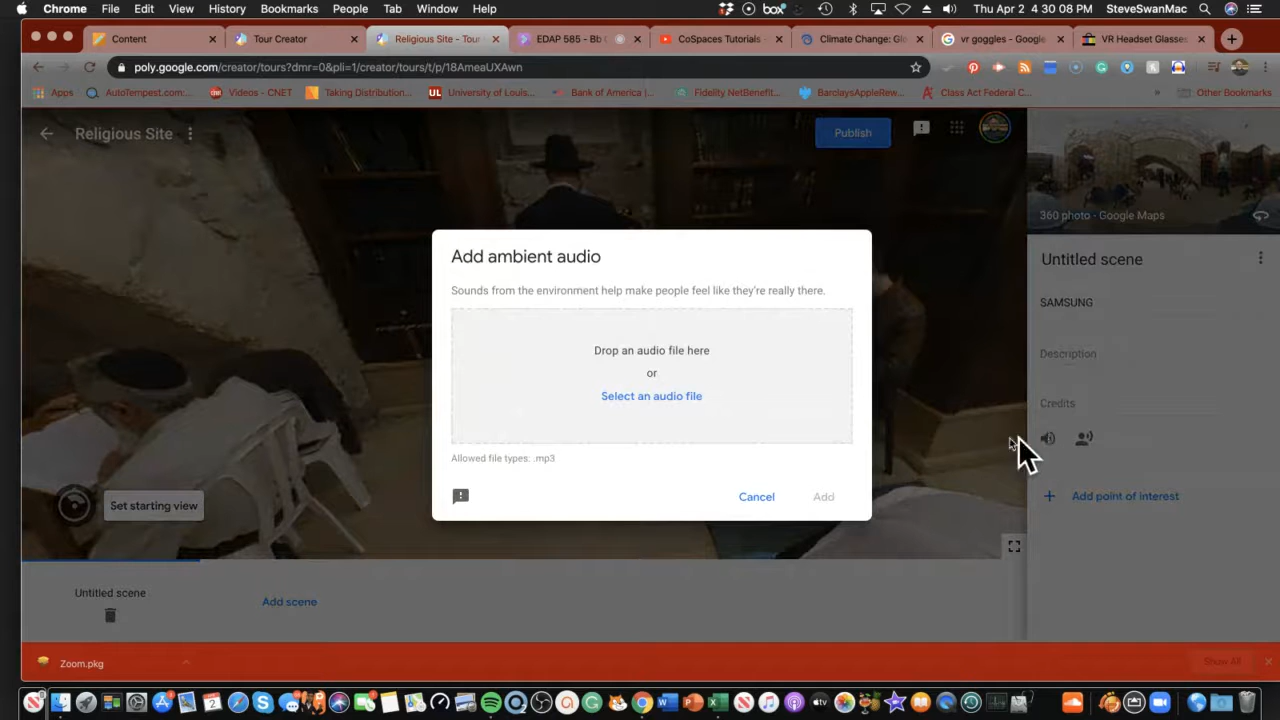 Chrome File Edit View History Bookmarks People Tab Window Help box Thu Apr 2 4:30:08 PM SteveSwanMac
Content Tour Creator Religious Site - Tour EDAP 585 - Bb C CoSpaces Tutorials - Climate Change: Glo vr goggles - Google VR Headset Glasses
poly.google.com/creator/tours?dmr=0&pli=1/creator/tours/t/p/18AmeaUXAwn
Apps AutoTempest.com:... Videos - CNET Taking Distribution... UL University of Louis... Bank of America |... Fidelity NetBenefit... BarclaysAppleRew... Class Act Federal C... » Other Bookmarks
Religious Site
Publish
360 photo - Google Maps
Add ambient audio
Sounds from the environment help make people feel like they're really there.
Drop an audio file here
or
Select an audio file
Allowed file types: .mp3
Cancel Add
Untitled scene
SAMSUNG
Description
Credits
+ Add point of interest
Set starting view
Untitled scene
Add scene
Zoom.pkg
Show All